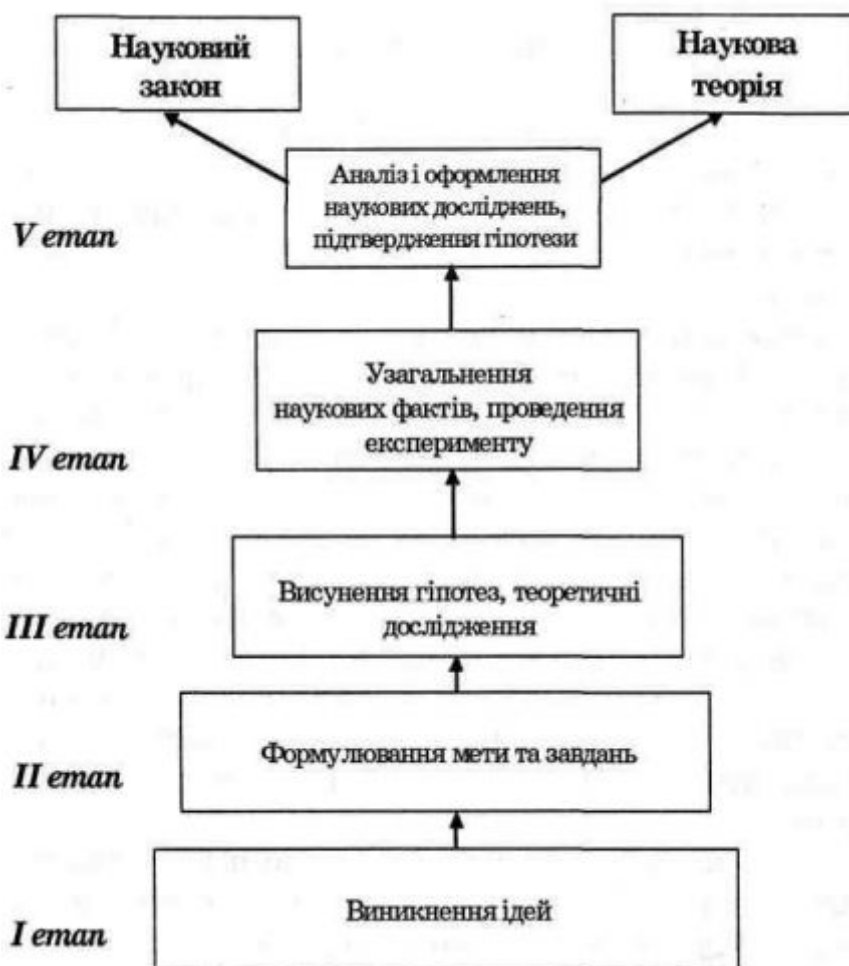 Науковий
закон
Наукова
теорія
Аналіз і оформлення
наукових досліджень,
підтвердження гіпотези
V етап
Узагальнення
наукових фактів, проведення
експерименту
IV етап
Висунення гіпотез, теоретичні
дослідження
III етап
Формулювання мети та завдань
II етап
Виникнення ідей
I етап